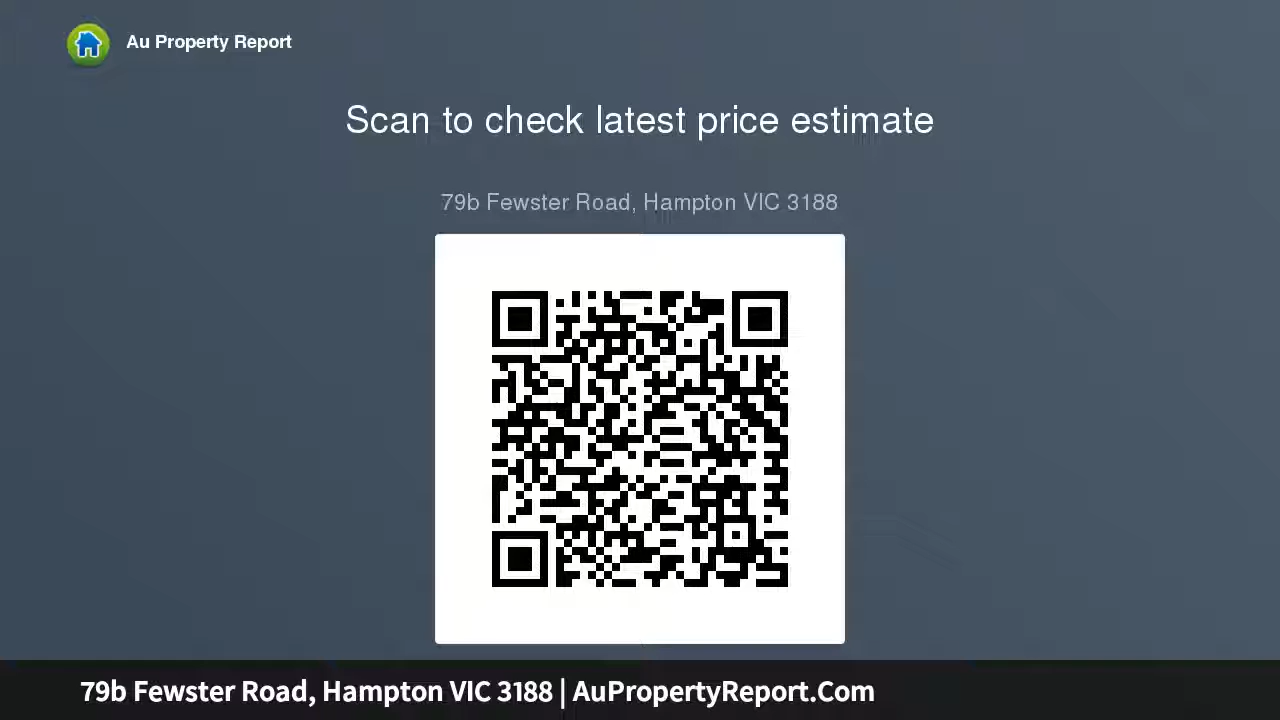 Au Property Report
Scan to check latest price estimate
79b Fewster Road, Hampton VIC 3188
79b Fewster Road, Hampton VIC 3188 | AuPropertyReport.Com